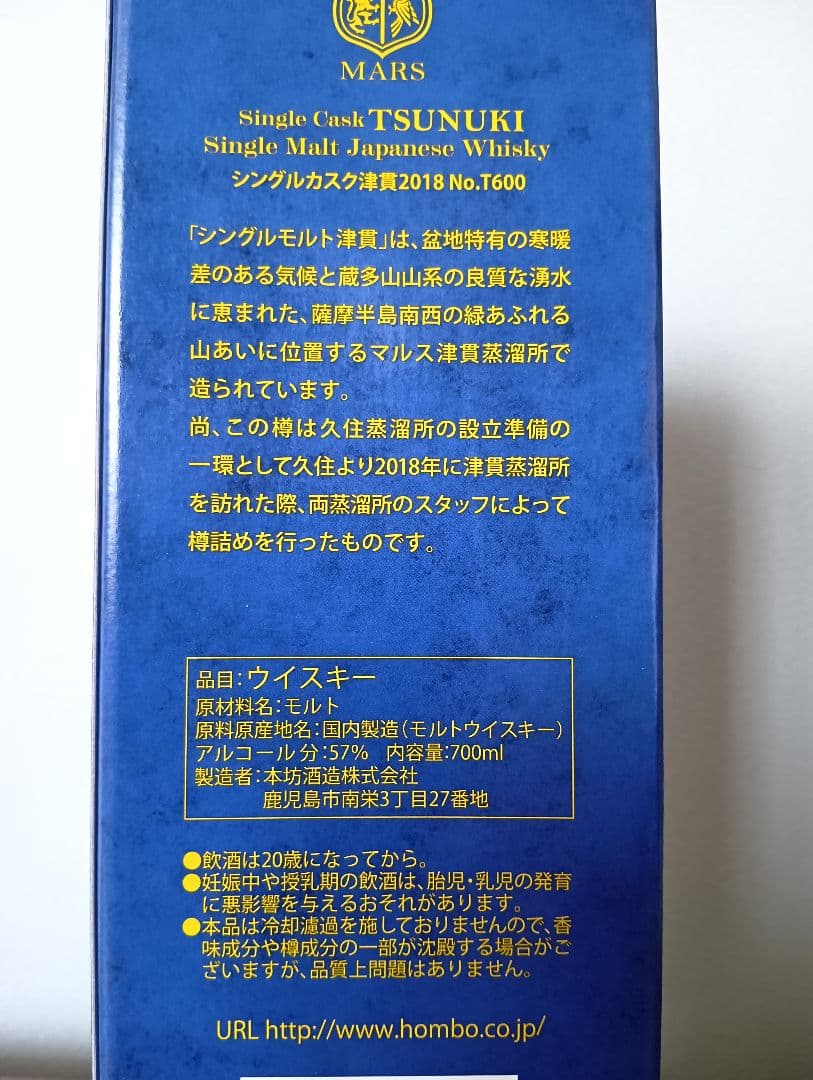 MARS
Single Cask TSUNUKI
Single Malt Japanese Whisky
シングルカスク津貫2018 No.T600
「シングルモルト津貫」は、盆地特有の寒暖
差のある気候と蔵多山山系の良質な湧水
に恵まれた、薩摩半島南西の緑あふれる
山あいに位置するマルス津貫蒸溜所で
造られています。
尚、この樽は久住蒸溜所の設立準備の
一環として久住より2018年に津貫蒸溜所
を訪れた際、両蒸溜所のスタッフによって
樽詰めを行ったものです。
品目:ウイスキー
原材料名:モルト
原料原産地名:国内製造(モルトウイスキー)
アルコール分:57% 内容量:700ml
製造者:本坊酒造株式会社
鹿児島市南栄3丁目27番地
●飲酒は20歳になってから。
●妊娠中や授乳期の飲酒は、胎児・乳児の発育
に悪影響を与えるおそれがあります。
●本品は冷却濾過を施しておりませんので、香
味成分や樽成分の一部が沈殿する場合がご
ざいますが、品質上問題はありません。
URL http://www.hombo.co.jp/